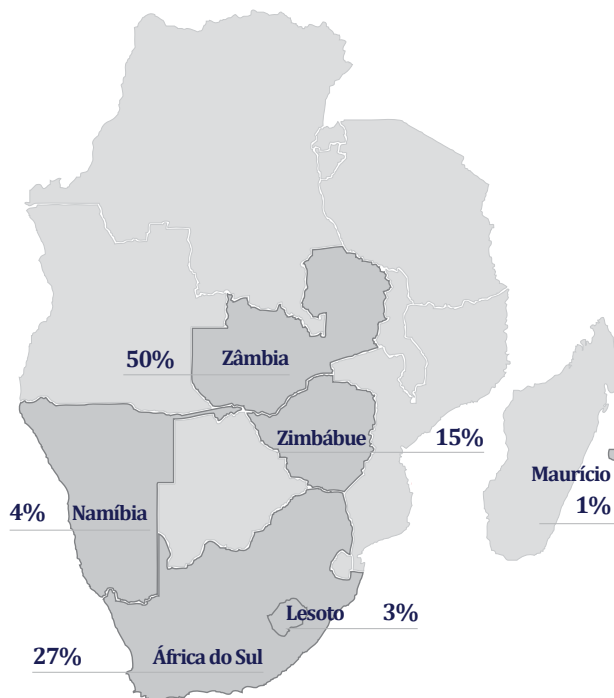 50% Zâmbia
Zimbábue 15%
Maurício
1%
4% Namíbia
Lesoto 3%
27% África do Sul